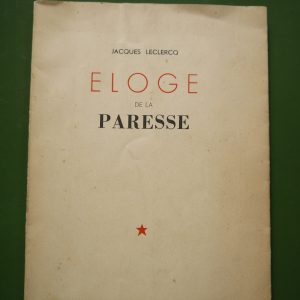 JACQUES LECLERCQ
ELOGE
DE LA
PARESSE